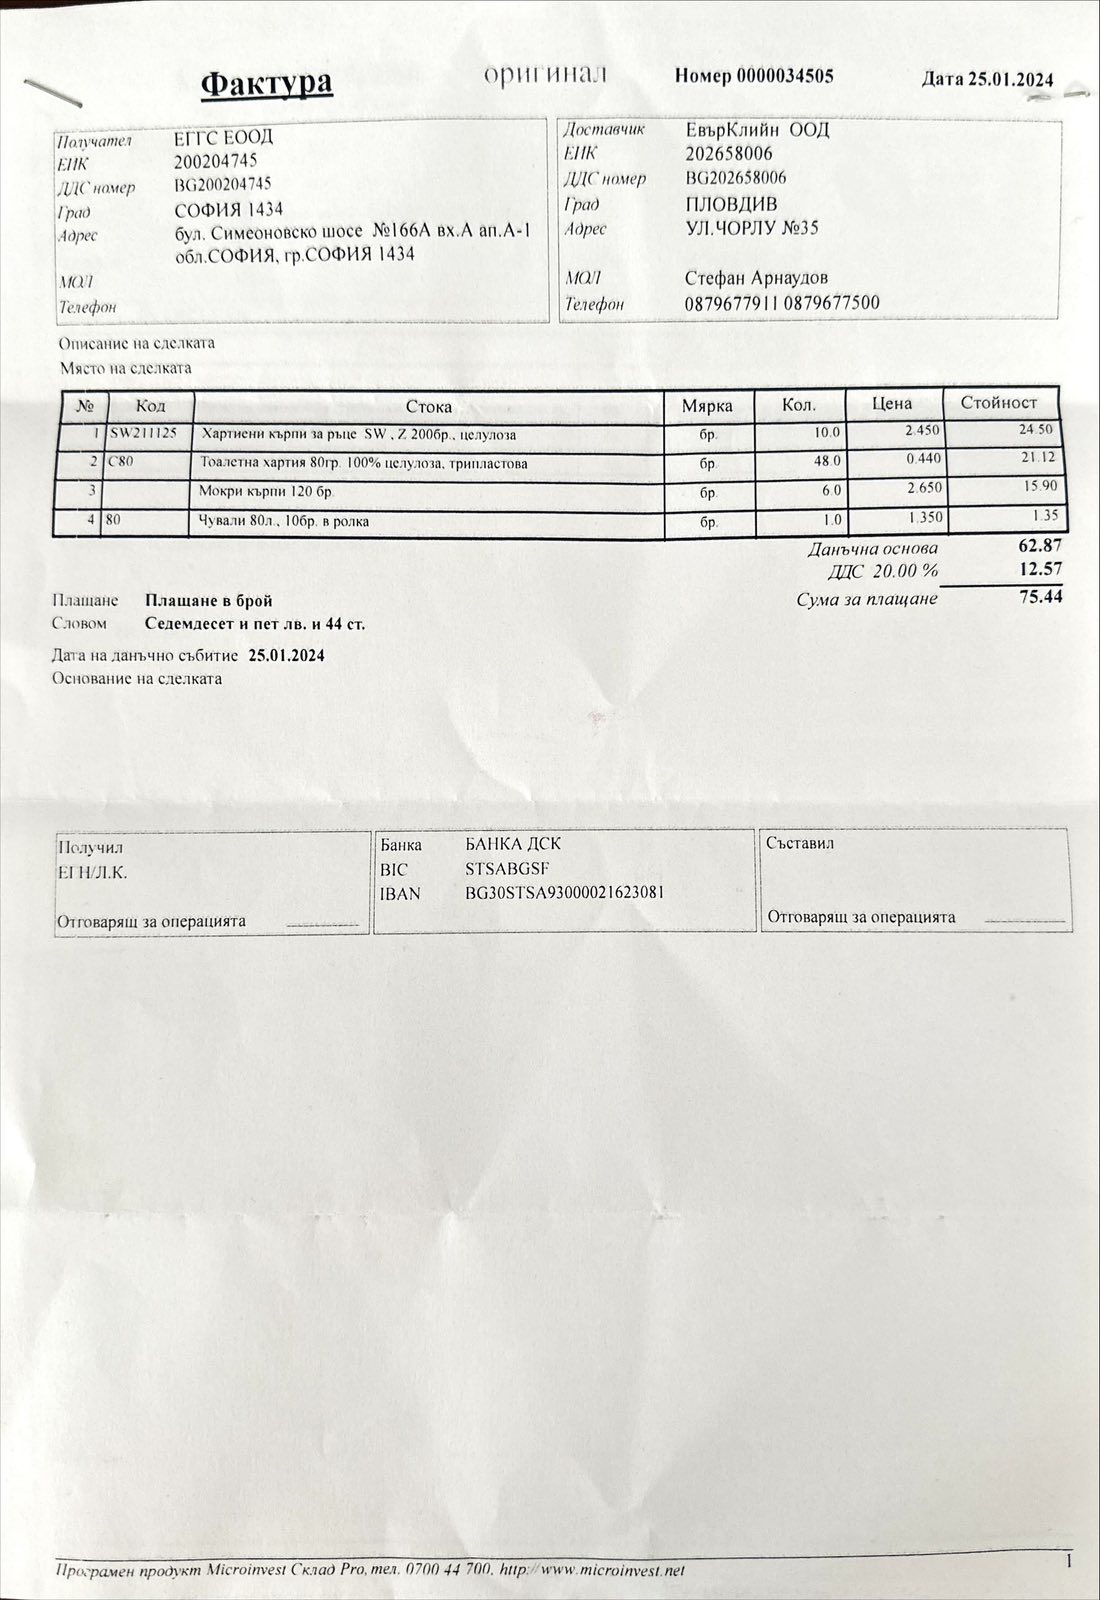 Фактура оригинал Номер 0000034505 Дата 25.01.2024
Получател ЕГГС ЕООД
ЕИК 200204745
ДДС номер BG200204745
Град СОФИЯ 1434
Адрес бул. Симеоновско шосе №166А вх.А ап.А-1
обл.СОФИЯ, гр.СОФИЯ 1434
МОЛ
Телефон
Доставчик ЕвърКлийн ООД
ЕИК 202658006
ДДС номер BG202658006
Град ПЛОВДИВ
Адрес УЛ.ЧОРЛУ №35
МОЛ Стефан Арнаудов
Телефон 0879677911 0879677500
Описание на сделката
Място на сделката
№ Код Стока Мярка Кол. Цена Стойност
1 SW211125 Хартиени кърпи за ръце SW , Z 200бр., целулоза бр. 10.0 2.450 24.50
2 C80 Тоалетна хартия 80гр. 100% целулоза, трипластова бр. 48.0 0.440 21.12
3 Мокри кърпи 120 бр. бр. 6.0 2.650 15.90
4 80 Чували 80л., 10бр. в ролка бр. 1.0 1.350 1.35
Данъчна основа 62.87
ДДС 20.00 % 12.57
Сума за плащане 75.44
Плащане Плащане в брой
Словом Седемдесет и пет лв. и 44 ст.
Дата на данъчно събитие 25.01.2024
Основание на сделката
Получил
ЕГН/Л.К.
Отговарящ за операцията
Банка БАНКА ДСК
BIC STSABGSF
IBAN BG30STSA93000021623081
Съставил
Отговарящ за операцията
Програмен продукт Microinvest Склад Pro, тел. 0700 44 700, http://www.microinvest.net 1